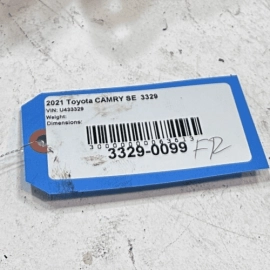 2021 Toyota CAMRY SE 3329
VIN: U433329
Weight:
Dimensions:
3329-0099 FR